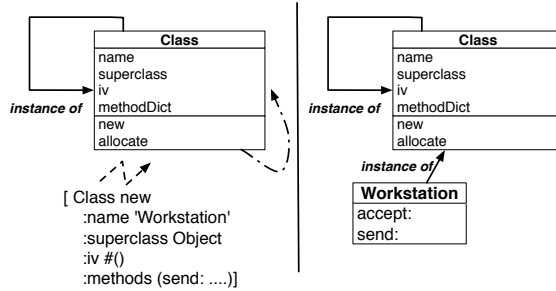 Class
name
superclass
iv
methodDict
instance of
new
allocate
[ Class new
:name 'Workstation'
:superclass Object
:iv #()
:methods (send: ....)]
Class
name
superclass
iv
methodDict
instance of
new
allocate
instance of
Workstation
accept:
send: